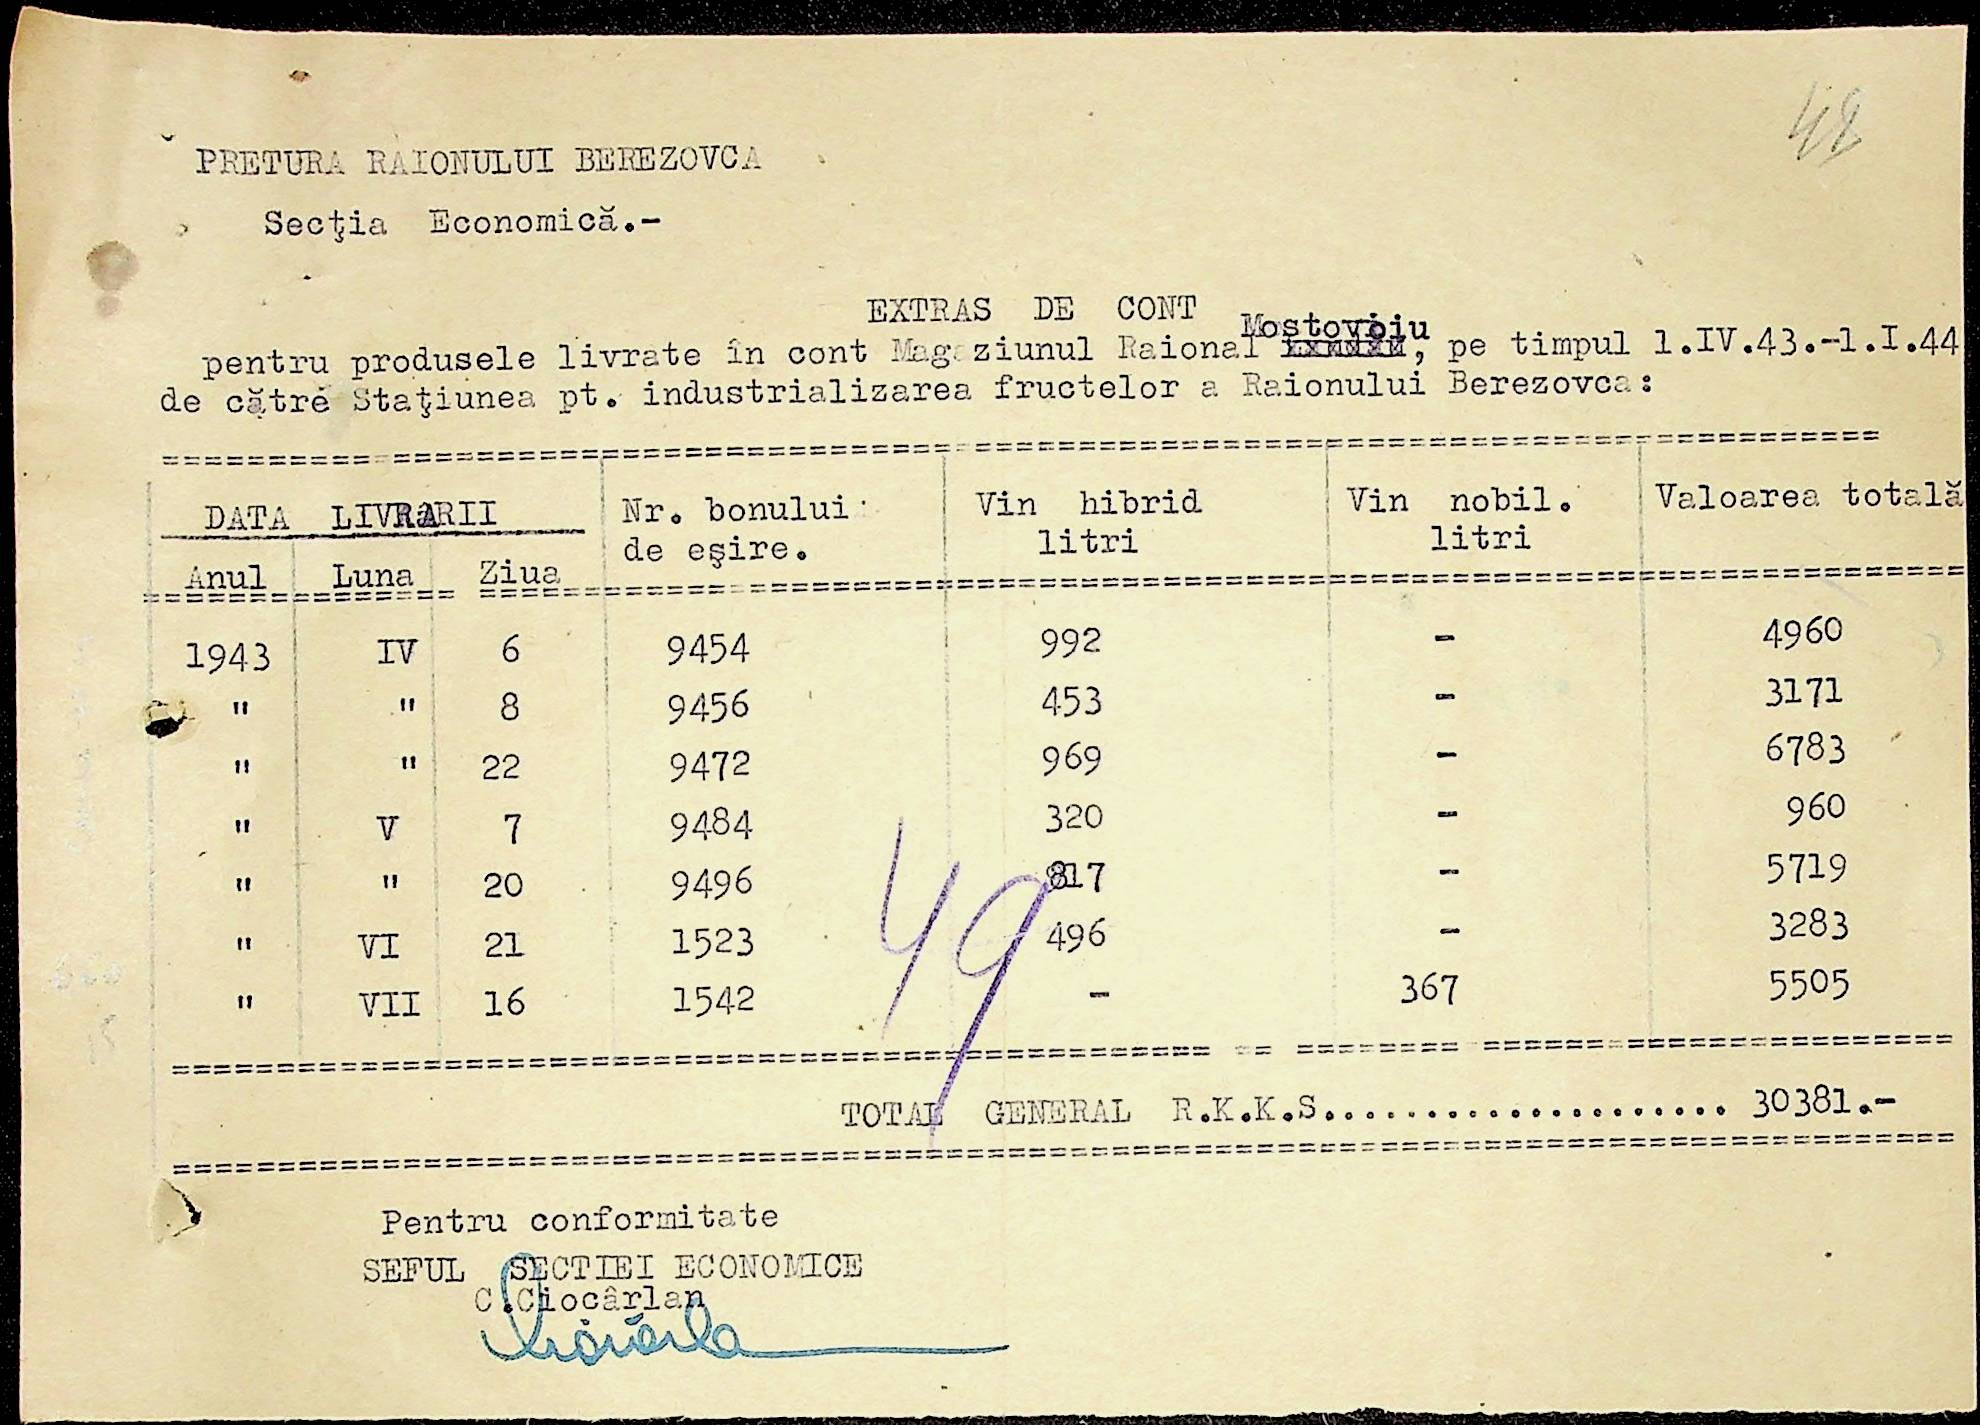 48
PRETURA RAIONULUI BEREZOVCA
Secţia Economică.-
EXTRAS DE CONT
Mostovoiu
pentru produsele livrate în cont Magaziunul Raional , pe timpul 1.IV.43.-1.I.44
de către Staţiunea pt. industrializarea fructelor a Raionului Berezovca:
DATA LIVRARII Nr. bonului Vin hibrid Vin nobil. Valoarea totală
de eşire. litri litri
Anul Luna Ziua
1943 IV 6 9454 992 - 4960
" " 8 9456 453 - 3171
" " 22 9472 969 - 6783
" V 7 9484 320 - 960
" " 20 9496 817 - 5719
" VI 21 1523 496 - 3283
" VII 16 1542 - 367 5505
49
TOTAL GENERAL R.K.K.S...................... 30381.-
Pentru conformitate
SEFUL SECTIEI ECONOMICE
C.Ciocârlan